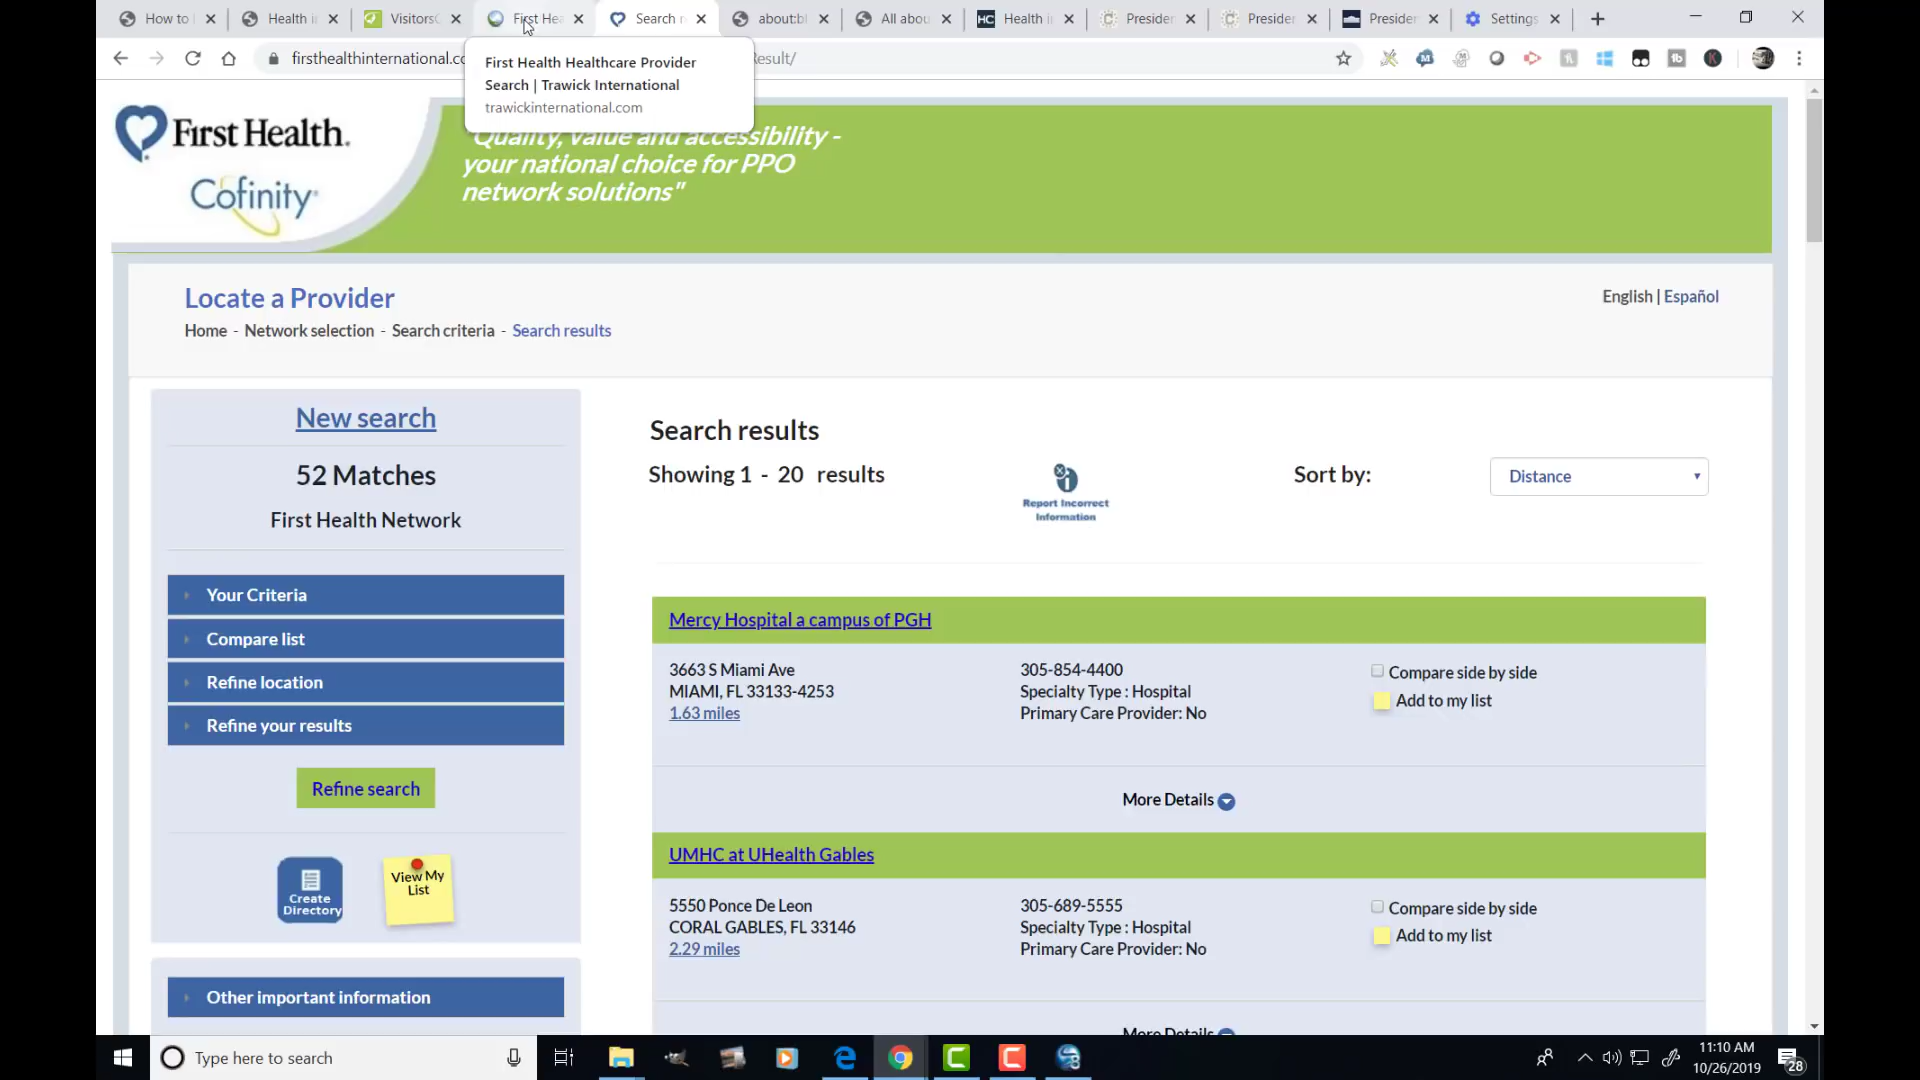 How to
Health i
Visitors
First Hea
Search r
about:bl
All abou
HC
Health i
Presiden
Presiden
Presiden
Settings
firsthealthinternational.co
esult/
First Health Healthcare Provider
Search | Trawick International
trawickinternational.com
First Health.
Cofinity
"Quality, value and accessibility -
your national choice for PPO
network solutions"
Locate a Provider
English | Español
Home - Network selection - Search criteria - Search results
New search
52 Matches
First Health Network
Your Criteria
Compare list
Refine location
Refine your results
Refine search
Create
Directory
View My
List
Other important information
Search results
Showing 1 - 20 results
Report Incorrect
Information
Sort by:
Distance
Mercy Hospital a campus of PGH
3663 S Miami Ave
MIAMI, FL 33133-4253
1.63 miles
305-854-4400
Specialty Type : Hospital
Primary Care Provider: No
Compare side by side
Add to my list
More Details
UMHC at UHealth Gables
5550 Ponce De Leon
CORAL GABLES, FL 33146
2.29 miles
305-689-5555
Specialty Type : Hospital
Primary Care Provider: No
Compare side by side
Add to my list
More Details
Type here to search
11:10 AM
10/26/2019
28